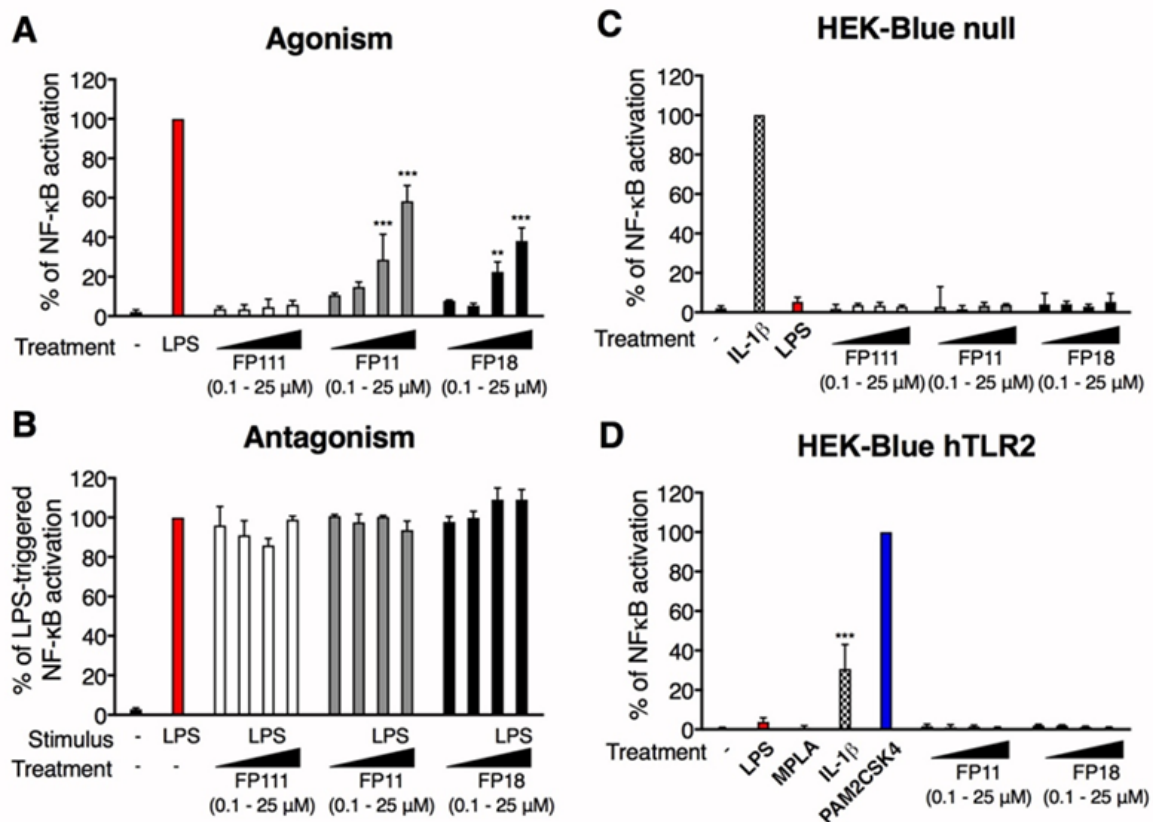 A
Agonism
% of NF-κB activation
120
100
80
60
40
20
0
***
***
**
***
Treatment - LPS
FP111 FP11 FP18
(0.1 - 25 μM) (0.1 - 25 μM) (0.1 - 25 μM)
B
Antagonism
% of LPS-triggered
NF-κB activation
120
100
80
60
40
20
0
Stimulus - LPS LPS LPS LPS
Treatment - -
FP111 FP11 FP18
(0.1 - 25 μM) (0.1 - 25 μM) (0.1 - 25 μM)
C
HEK-Blue null
% of NF-κB activation
120
100
80
60
40
20
0
Treatment - IL-1β LPS
FP111 FP11 FP18
(0.1 - 25 μM) (0.1 - 25 μM) (0.1 - 25 μM)
D
HEK-Blue hTLR2
% of NFκB activation
120
100
80
60
40
20
0
***
Treatment - LPS MPLA IL-1β PAM2CSK4
FP11 FP18
(0.1 - 25 μM) (0.1 - 25 μM)